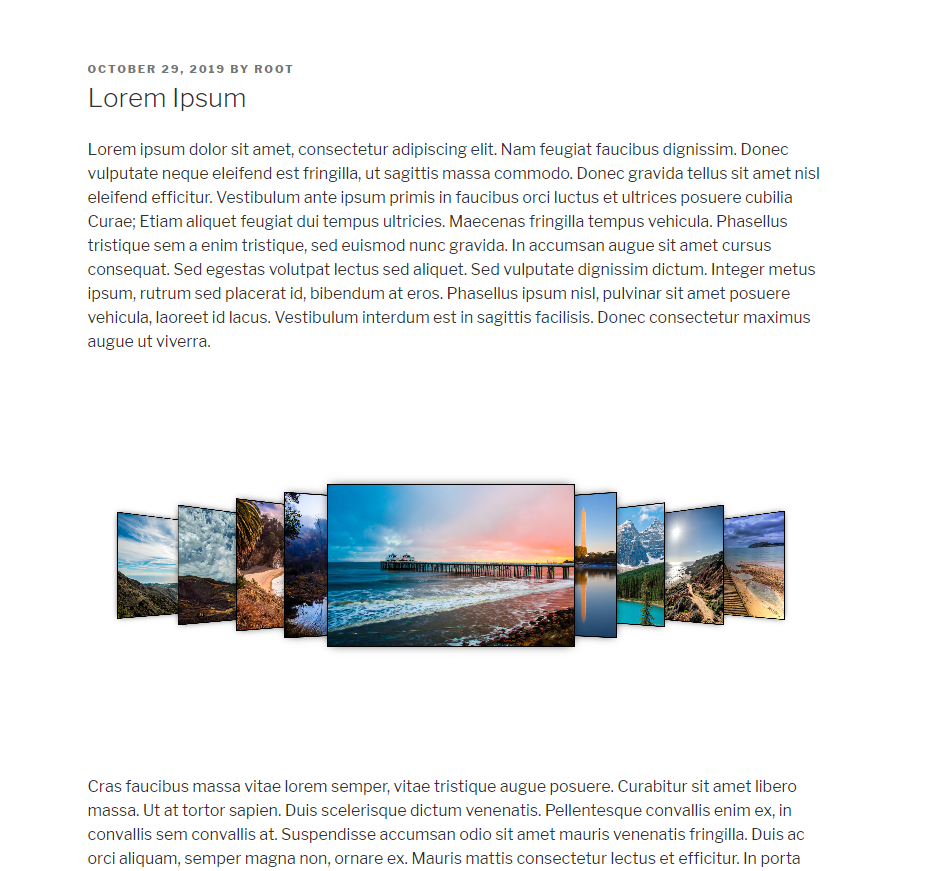 OCTOBER 29, 2019 BY ROOT
Lorem Ipsum
Lorem ipsum dolor sit amet, consectetur adipiscing elit. Nam feugiat faucibus dignissim. Donec
vulputate neque eleifend est fringilla, ut sagittis massa commodo. Donec gravida tellus sit amet nisl
eleifend efficitur. Vestibulum ante ipsum primis in faucibus orci luctus et ultrices posuere cubilia
Curae; Etiam aliquet feugiat dui tempus ultricies. Maecenas fringilla tempus vehicula. Phasellus
tristique sem a enim tristique, sed euismod nunc gravida. In accumsan augue sit amet cursus
consequat. Sed egestas volutpat lectus sed aliquet. Sed vulputate dignissim dictum. Integer metus
ipsum, rutrum sed placerat id, bibendum at eros. Phasellus ipsum nisl, pulvinar sit amet posuere
vehicula, laoreet id lacus. Vestibulum interdum est in sagittis facilisis. Donec consectetur maximus
augue ut viverra.
Cras faucibus massa vitae lorem semper, vitae tristique augue posuere. Curabitur sit amet libero
massa. Ut at tortor sapien. Duis scelerisque dictum venenatis. Pellentesque convallis enim ex, in
convallis sem convallis at. Suspendisse accumsan odio sit amet mauris venenatis fringilla. Duis ac
orci aliquam, semper magna non, ornare ex. Mauris mattis consectetur lectus et efficitur. In porta